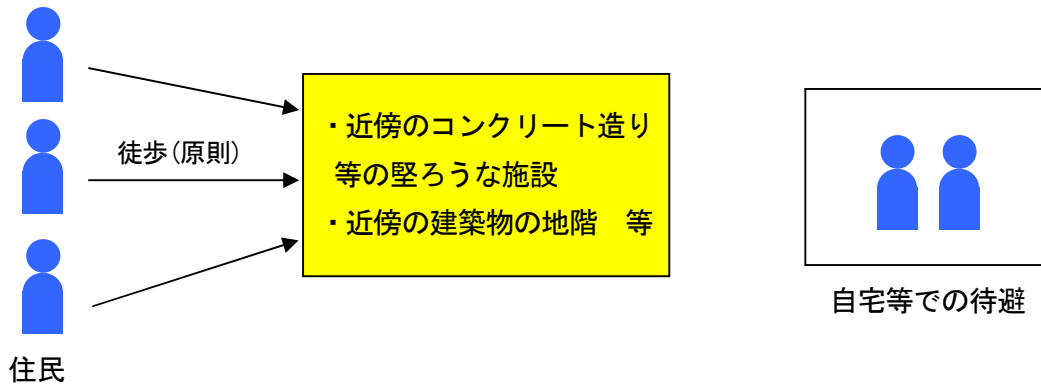 徒歩(原則)
・近傍のコンクリート造り
等の堅ろうな施設
・近傍の建築物の地階　等
自宅等での待避
住民